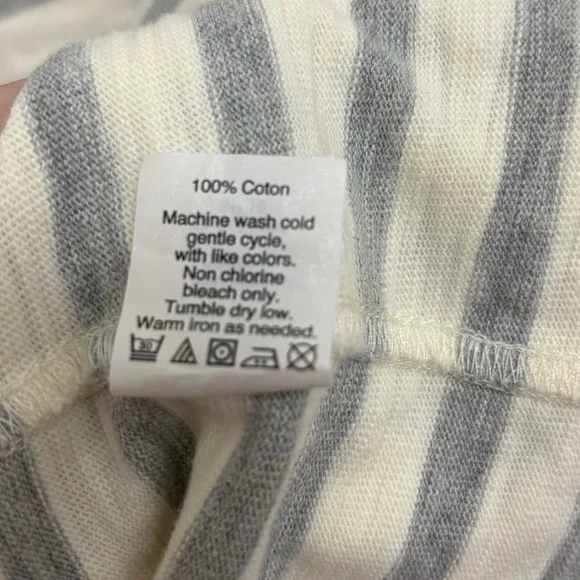 100% Coton
Machine wash cold
gentle cycle,
with like colors.
Non chlorine
bleach only.
Tumble dry low.
Warm iron as needed.
30